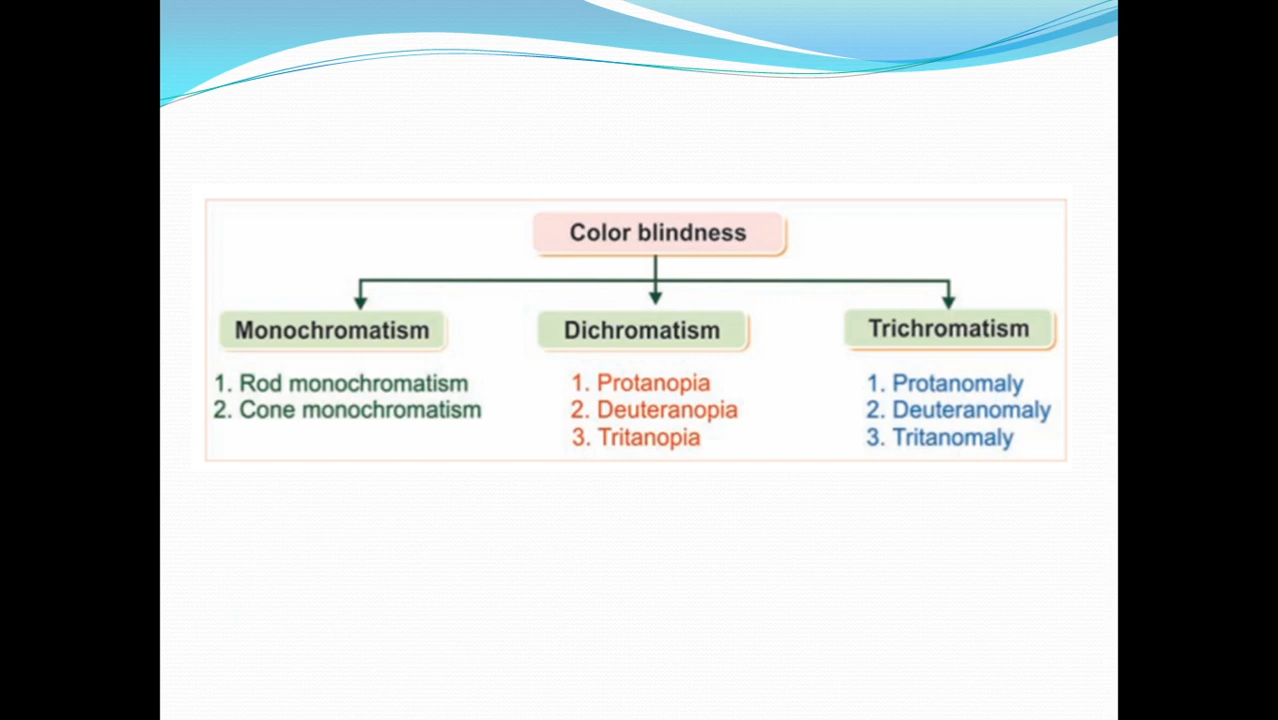 Color blindness
Monochromatism
Dichromatism
Trichromatism
1. Rod monochromatism
2. Cone monochromatism
1. Protanopia
2. Deuteranopia
3. Tritanopia
1. Protanomaly
2. Deuteranomaly
3. Tritanomaly